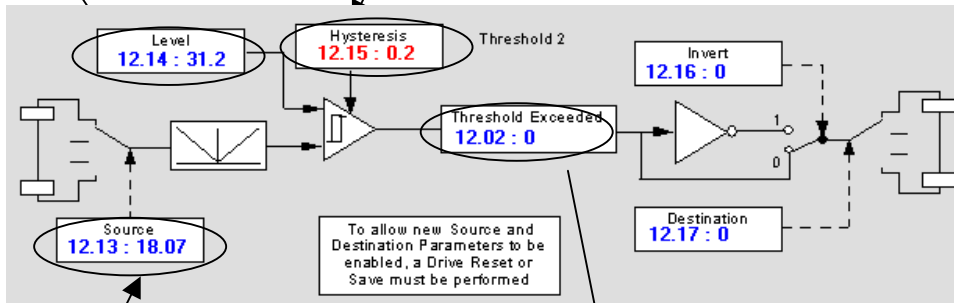 Level
12.14 : 31.2
Hysteresis
12.15 : 0.2
Threshold 2
Invert
12.16 : 0
Threshold Exceeded
12.02 : 0
1
0
Source
12.13 : 18.07
To allow new Source and
Destination Parameters to be
enabled, a Drive Reset or
Save must be performed
Destination
12.17 : 0